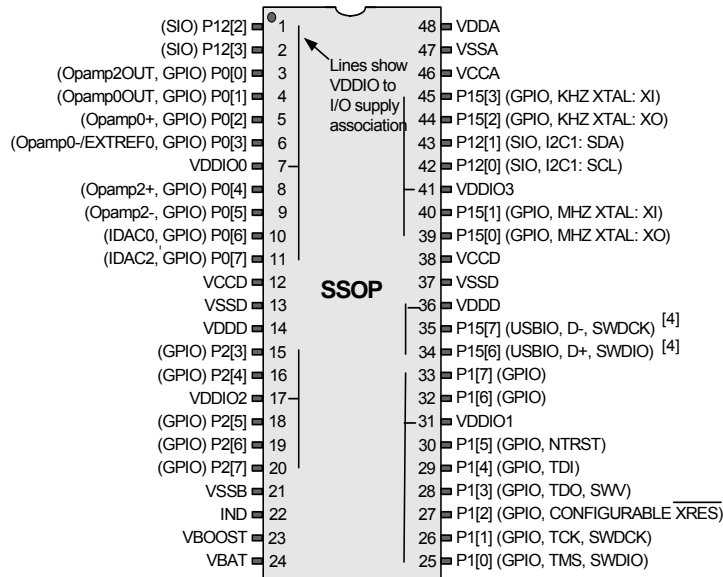 (SIO) P12[2] 1
(SIO) P12[3] 2
(Opamp2OUT, GPIO) P0[0] 3
(Opamp0OUT, GPIO) P0[1] 4
(Opamp0+, GPIO) P0[2] 5
(Opamp0-/EXTREF0, GPIO) P0[3] 6
VDDIO0 7
(Opamp2+, GPIO) P0[4] 8
(Opamp2-, GPIO) P0[5] 9
(IDAC0, GPIO) P0[6] 10
(IDAC2, GPIO) P0[7] 11
VCCD 12
VSSD 13
VDDD 14
(GPIO) P2[3] 15
(GPIO) P2[4] 16
VDDIO2 17
(GPIO) P2[5] 18
(GPIO) P2[6] 19
(GPIO) P2[7] 20
VSSB 21
IND 22
VBOOST 23
VBAT 24
Lines show
VDDIO to
I/O supply
association
SSOP
48 VDDA
47 VSSA
46 VCCA
45 P15[3] (GPIO, KHZ XTAL: XI)
44 P15[2] (GPIO, KHZ XTAL: XO)
43 P12[1] (SIO, I2C1: SDA)
42 P12[0] (SIO, I2C1: SCL)
41 VDDIO3
40 P15[1] (GPIO, MHZ XTAL: XI)
39 P15[0] (GPIO, MHZ XTAL: XO)
38 VCCD
37 VSSD
36 VDDD
35 P15[7] (USBIO, D-, SWDCK) [4]
34 P15[6] (USBIO, D+, SWDIO) [4]
33 P1[7] (GPIO)
32 P1[6] (GPIO)
31 VDDIO1
30 P1[5] (GPIO, NTRST)
29 P1[4] (GPIO, TDI)
28 P1[3] (GPIO, TDO, SWV)
27 P1[2] (GPIO, CONFIGURABLE XRES)
26 P1[1] (GPIO, TCK, SWDCK)
25 P1[0] (GPIO, TMS, SWDIO)